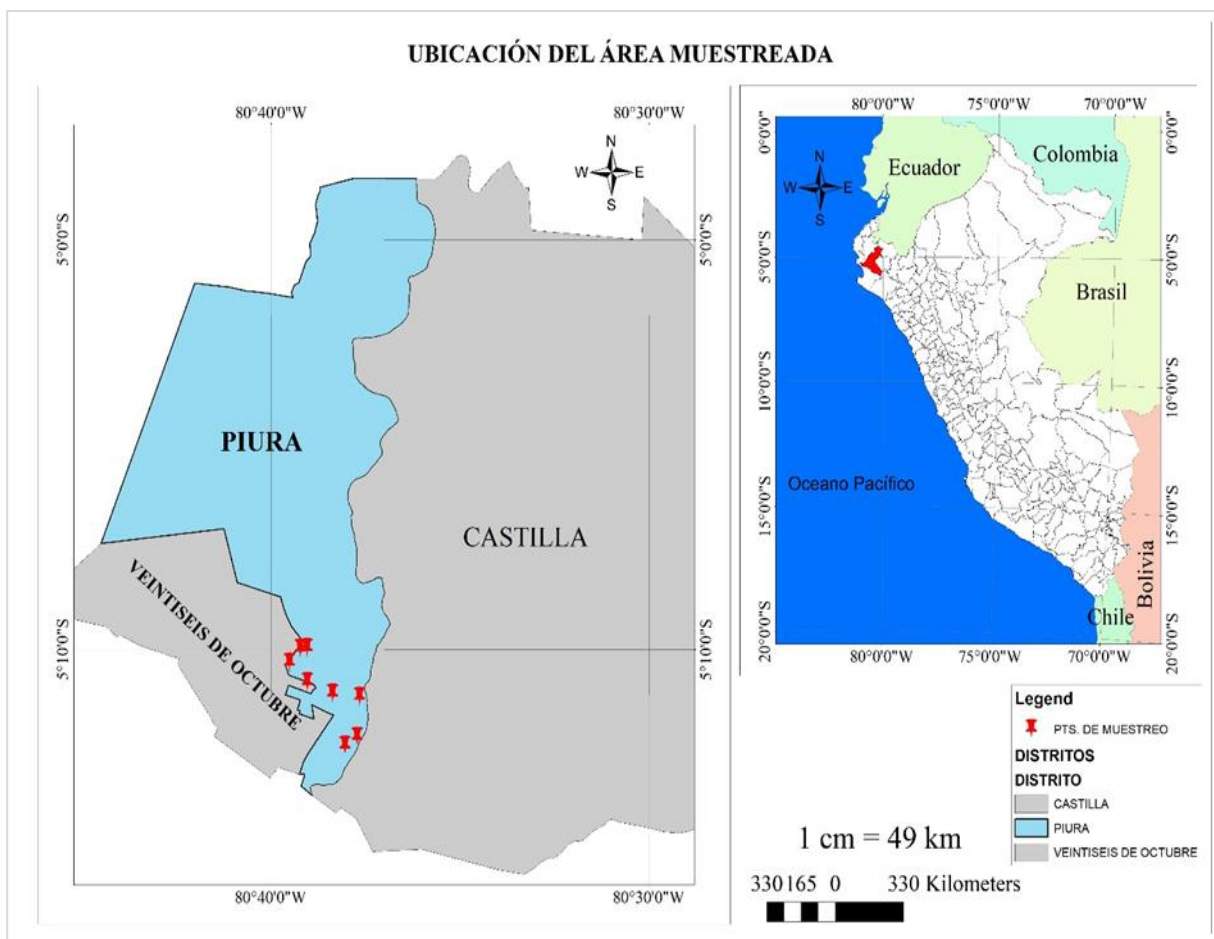 UBICACIÓN DEL ÁREA MUESTREADA
80°40'0"W
80°30'0"W
N
W E
S
5°0'0"S
5°0'0"S
PIURA
CASTILLA
VEINTISEIS DE OCTUBRE
5°10'0"S
5°10'0"S
80°40'0"W
80°30'0"W
80°0'0"W
75°0'0"W
70°0'0"W
0°0'0"
0°0'0"
N
W E
S
Ecuador
Colombia
5°0'0"S
5°0'0"S
Brasil
10°0'0"S
10°0'0"S
Oceano Pacífico
15°0'0"S
15°0'0"S
Bolivia
Chile
20°0'0"S
20°0'0"S
80°0'0"W
75°0'0"W
70°0'0"W
Legend
PTS. DE MUESTREO
DISTRITOS
DISTRITO
CASTILLA
PIURA
VEINTISEIS DE OCTUBRE
1 cm = 49 km
330 165 0 330 Kilometers